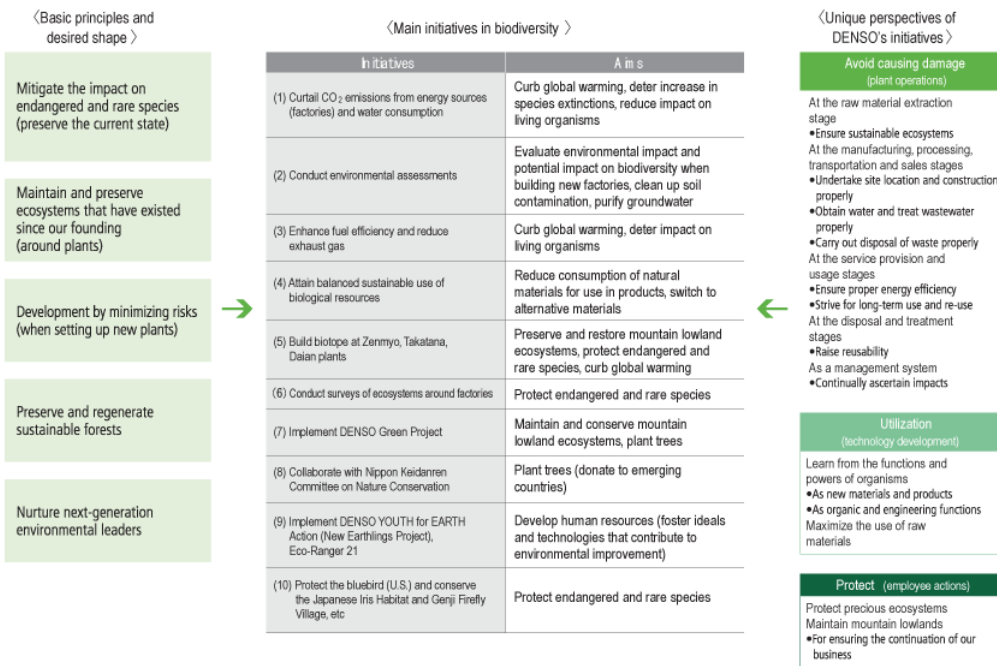 〈Basic principles and
desired shape 〉
Mitigate the impact on
endangered and rare species
(preserve the current state)
Maintain and preserve
ecosystems that have existed
since our founding
(around plants)
Development by minimizing risks
(when setting up new plants)
Preserve and regenerate
sustainable forests
Nurture next-generation
environmental leaders
〈Main initiatives in biodiversity 〉
Initiatives
Aims
(1) Curtail CO2 emissions from energy sources
(factories) and water consumption
Curb global warming, deter increase in
species extinctions, reduce impact on
living organisms
(2) Conduct environmental assessments
Evaluate environmental impact and
potential impact on biodiversity when
building new factories, clean up soil
contamination, purify groundwater
(3) Enhance fuel efficiency and reduce
exhaust gas
Curb global warming, deter impact on
living organisms
(4) Attain balanced sustainable use of
biological resources
Reduce consumption of natural
materials for use in products, switch to
alternative materials
(5) Build biotope at Zenmyo, Takatana,
Daian plants
Preserve and restore mountain lowland
ecosystems, protect endangered and
rare species, curb global warming
(6) Conduct surveys of ecosystems around factories
Protect endangered and rare species
(7) Implement DENSO Green Project
Maintain and conserve mountain
lowland ecosystems, plant trees
(8) Collaborate with Nippon Keidanren
Committee on Nature Conservation
Plant trees (donate to emerging
countries)
(9) Implement DENSO YOUTH for EARTH
Action (New Earthlings Project),
Eco-Ranger 21
Develop human resources (foster ideals
and technologies that contribute to
environmental improvement)
(10) Protect the bluebird (U.S.) and conserve
the Japanese Iris Habitat and Genji Firefly
Village, etc
Protect endangered and rare species
〈Unique perspectives of
DENSO's initiatives〉
Avoid causing damage
(plant operations)
At the raw material extraction
stage
•Ensure sustainable ecosystems
At the manufacturing, processing,
transportation and sales stages
•Undertake site location and construction
properly
•Obtain water and treat wastewater
properly
•Carry out disposal of waste properly
At the service provision and
usage stages
•Ensure proper energy efficiency
•Strive for long-term use and re-use
At the disposal and treatment
stages
•Raise reusability
As a management system
•Continually ascertain impacts
Utilization
(technology development)
Learn from the functions and
powers of organisms
•As new materials and products
•As organic and engineering functions
Maximize the use of raw
materials
Protect (employee actions)
Protect precious ecosystems
Maintain mountain lowlands
•For ensuring the continuation of our
business